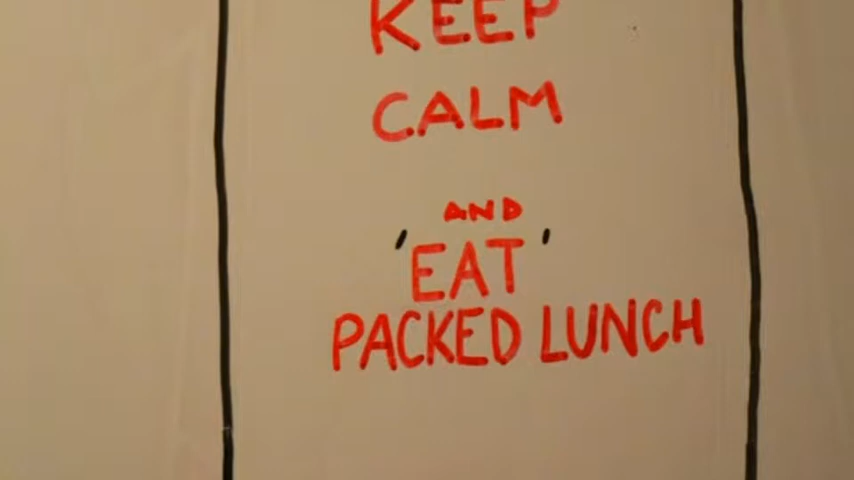 KEEP
CALM
AND
'EAT'
PACKED LUNCH